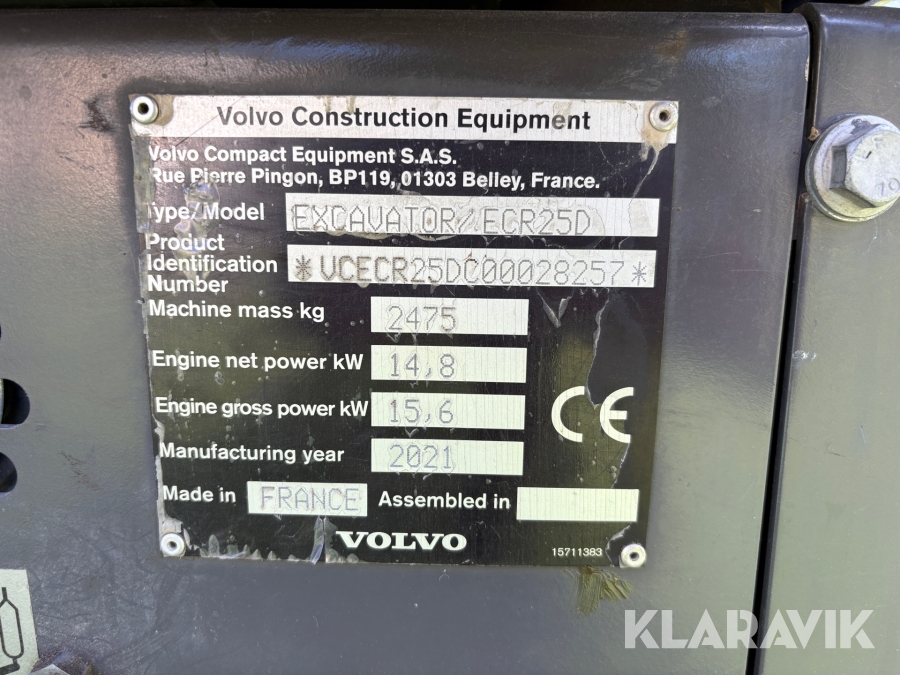 Volvo Construction Equipment
Volvo Compact Equipment S.A.S.
Rue Pierre Pingon, BP119, 01303 Belley, France.
Type/Model EXCAVATOR/ECR25D
Product
Identification
Number *VCECR25DC00028257*
Machine mass kg 2475
Engine net power kW 14,8
Engine gross power kW 15,6
Manufacturing year 2021
CE
Made in FRANCE Assembled in
VOLVO
15711383
10
KLARAVIK